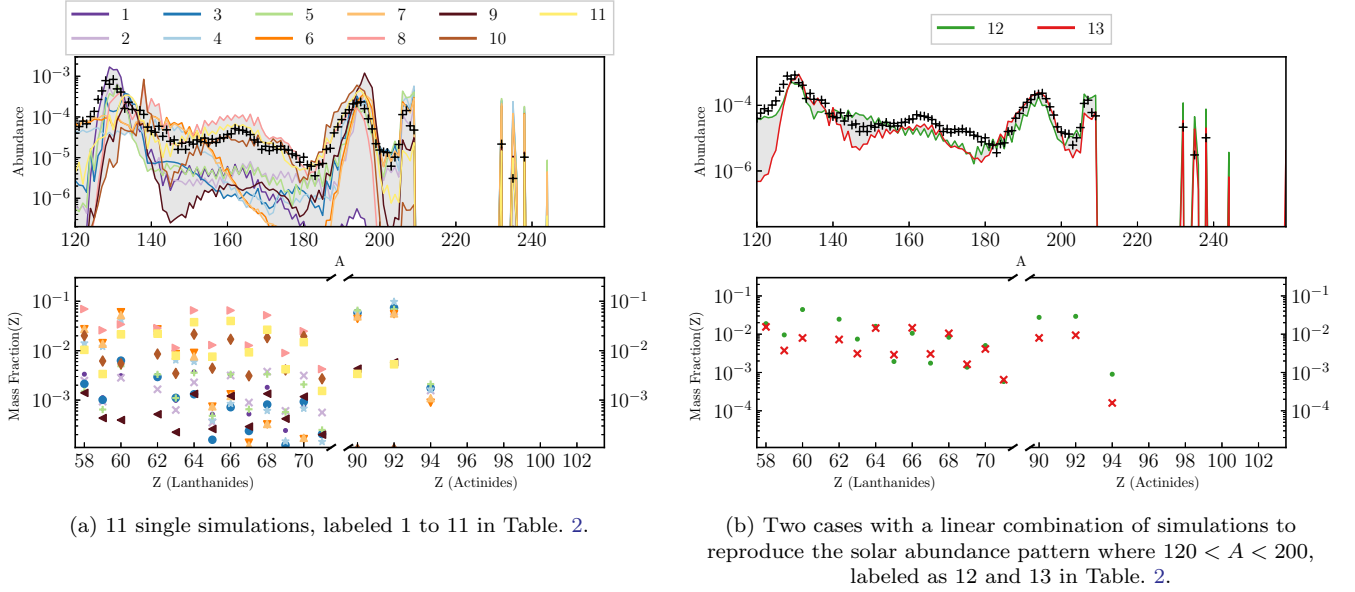 1 3 5 7 9 11
2 4 6 8 10
12 13
Abundance
10⁻³
10⁻⁴
10⁻⁵
10⁻⁶
120 140 160 180 200 220 240
A
Abundance
10⁻⁴
10⁻⁶
120 140 160 180 200 220 240
A
Mass Fraction(Z)
10⁻¹
10⁻²
10⁻³
10⁻¹
10⁻²
10⁻³
58 60 62 64 66 68 70 90 92 94 96 98 100 102
Z (Lanthanides) Z (Actinides)
Mass Fraction(Z)
10⁻¹
10⁻²
10⁻³
10⁻⁴
10⁻¹
10⁻²
10⁻³
10⁻⁴
58 60 62 64 66 68 70 90 92 94 96 98 100 102
Z (Lanthanides) Z (Actinides)
(a) 11 single simulations, labeled 1 to 11 in Table. 2.
(b) Two cases with a linear combination of simulations to
reproduce the solar abundance pattern where 120 < A < 200,
labeled as 12 and 13 in Table. 2.